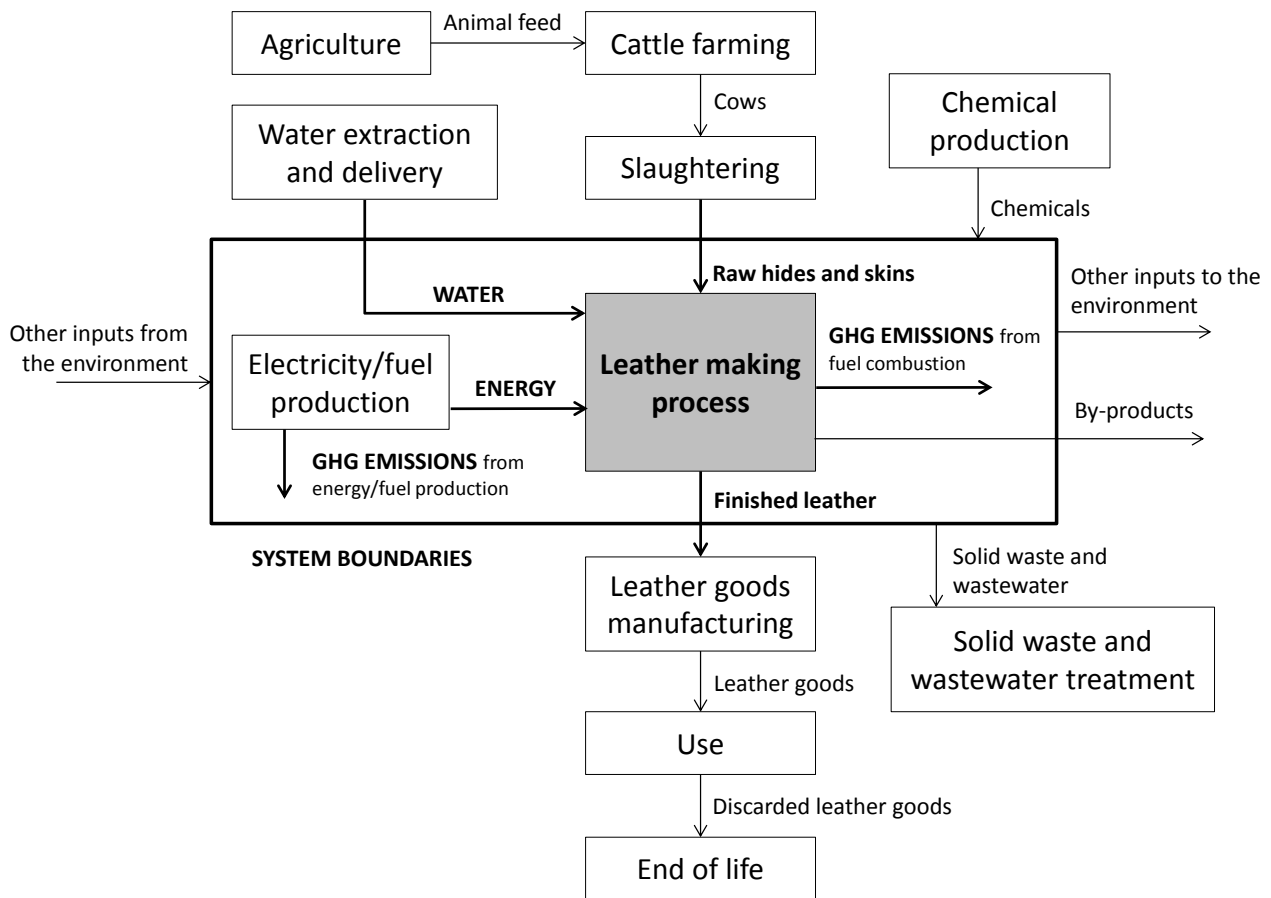 Agriculture
Animal feed
Cattle farming
Cows
Water extraction
and delivery
Slaughtering
Chemical
production
Chemicals
Raw hides and skins
WATER
Other inputs to the
environment
Other inputs from
the environment
Electricity/fuel
production
ENERGY
Leather making
process
GHG EMISSIONS from
fuel combustion
By-products
GHG EMISSIONS from
energy/fuel production
Finished leather
SYSTEM BOUNDARIES
Solid waste and
wastewater
Leather goods
manufacturing
Solid waste and
wastewater treatment
Leather goods
Use
Discarded leather goods
End of life